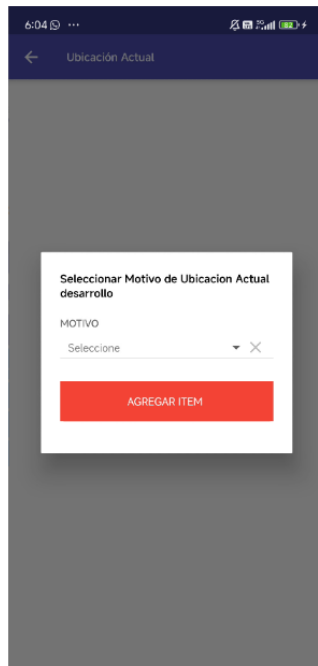 6:04
Ubicación Actual
Seleccionar Motivo de Ubicacion Actual
desarrollo
MOTIVO
Seleccione
AGREGAR ITEM